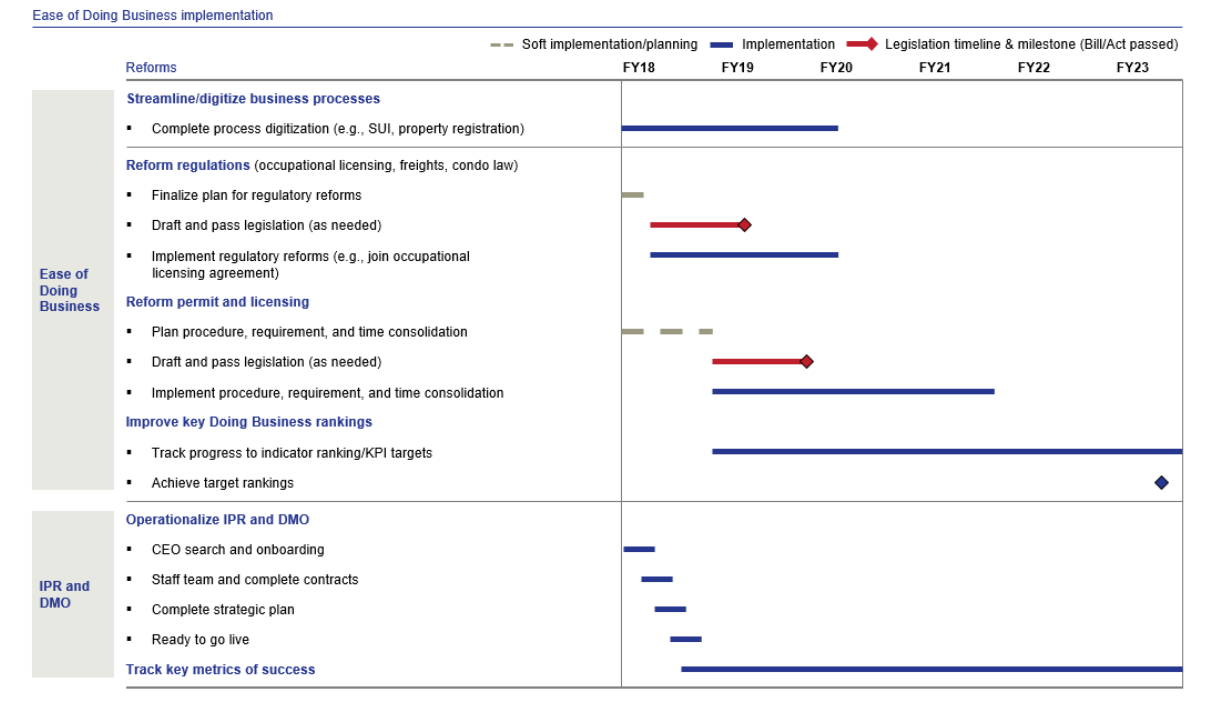 Ease of Doing Business implementation
Soft implementation/planning Implementation Legislation timeline & milestone (Bill/Act passed)
Reforms FY18 FY19 FY20 FY21 FY22 FY23
Streamline/digitize business processes
▪ Complete process digitization (e.g., SUI, property registration)
Reform regulations (occupational licensing, freights, condo law)
▪ Finalize plan for regulatory reforms
▪ Draft and pass legislation (as needed)
▪ Implement regulatory reforms (e.g., join occupational
licensing agreement)
Ease of
Doing
Business
Reform permit and licensing
▪ Plan procedure, requirement, and time consolidation
▪ Draft and pass legislation (as needed)
▪ Implement procedure, requirement, and time consolidation
Improve key Doing Business rankings
▪ Track progress to indicator ranking/KPI targets
▪ Achieve target rankings
Operationalize IPR and DMO
▪ CEO search and onboarding
▪ Staff team and complete contracts
IPR and
DMO
▪ Complete strategic plan
▪ Ready to go live
Track key metrics of success